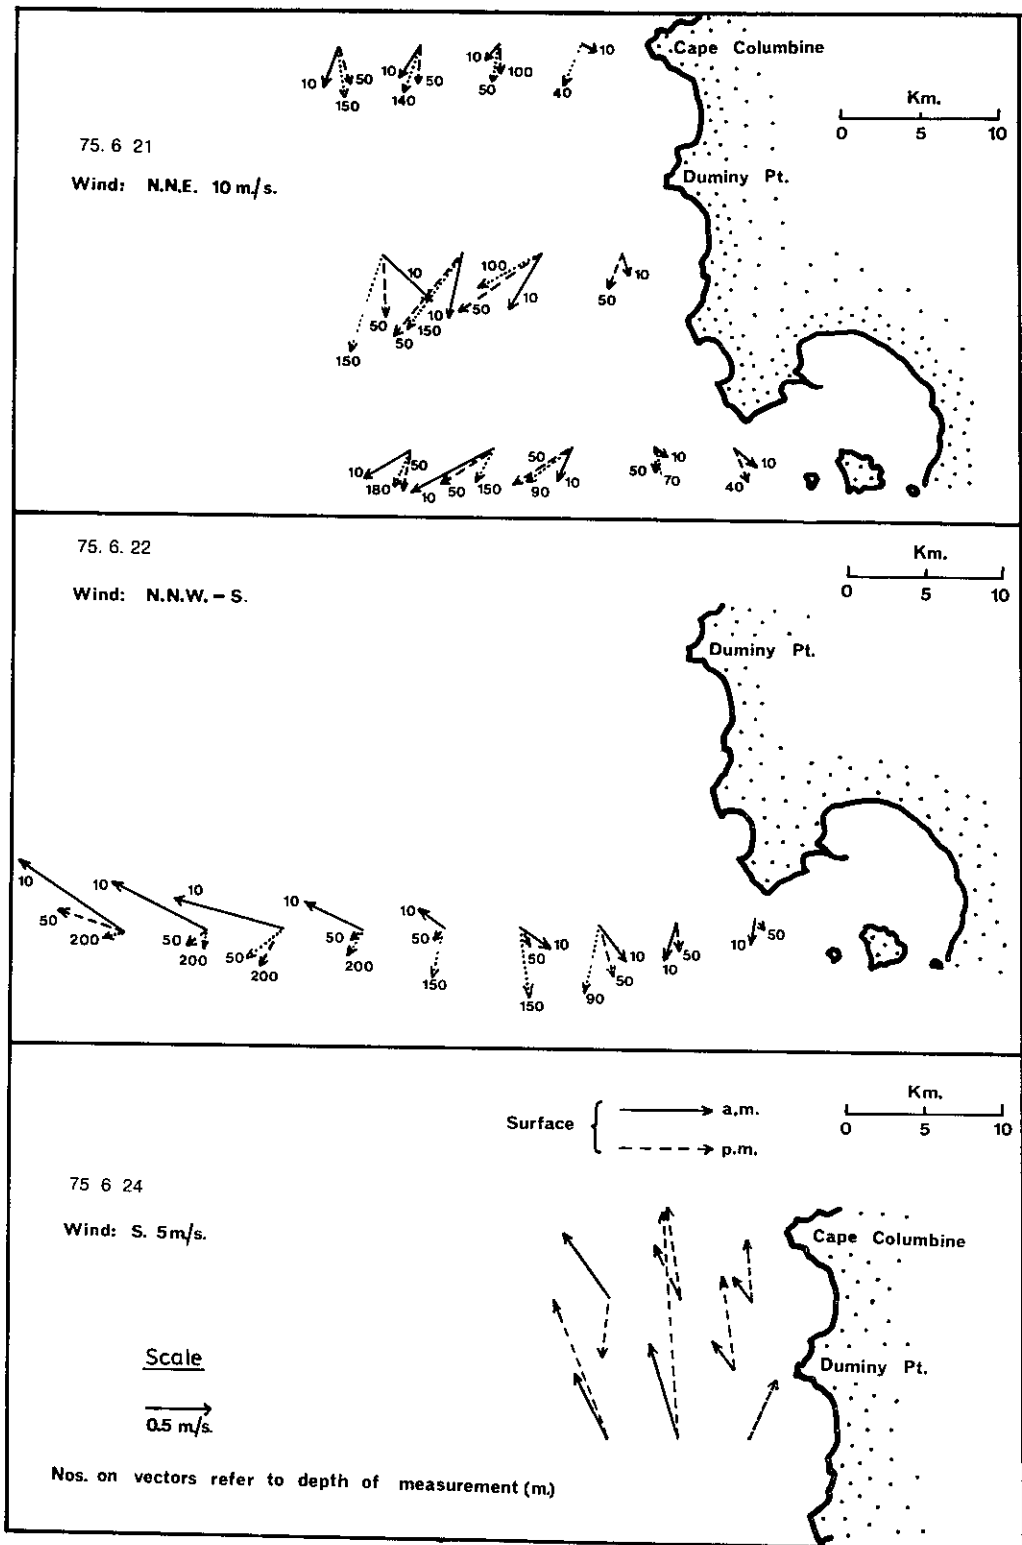 Cape Columbine
Km.
0 5 10
10 50 150
10 50 140
10 50 100
10 40
75. 6 21
Wind: N.N.E. 10 m/s.
Duminy Pt.
10 50 150
10 50 150
100 50 10
10 50
10 50 180
10 50 150
50 90 10
10 50 70
10 40
75. 6. 22
Wind: N.N.W. – S.
Km.
0 5 10
Duminy Pt.
10 50 200
10 50 200
10 50 200
10 50 200
10 50 150
10 50 150
10 50 90
10 50
10 50
Km.
0 5 10
Surface { a.m.
p.m.
75 6 24
Wind: S. 5 m/s.
Cape Columbine
Scale
0.5 m/s.
Duminy Pt.
Nos. on vectors refer to depth of measurement (m.)